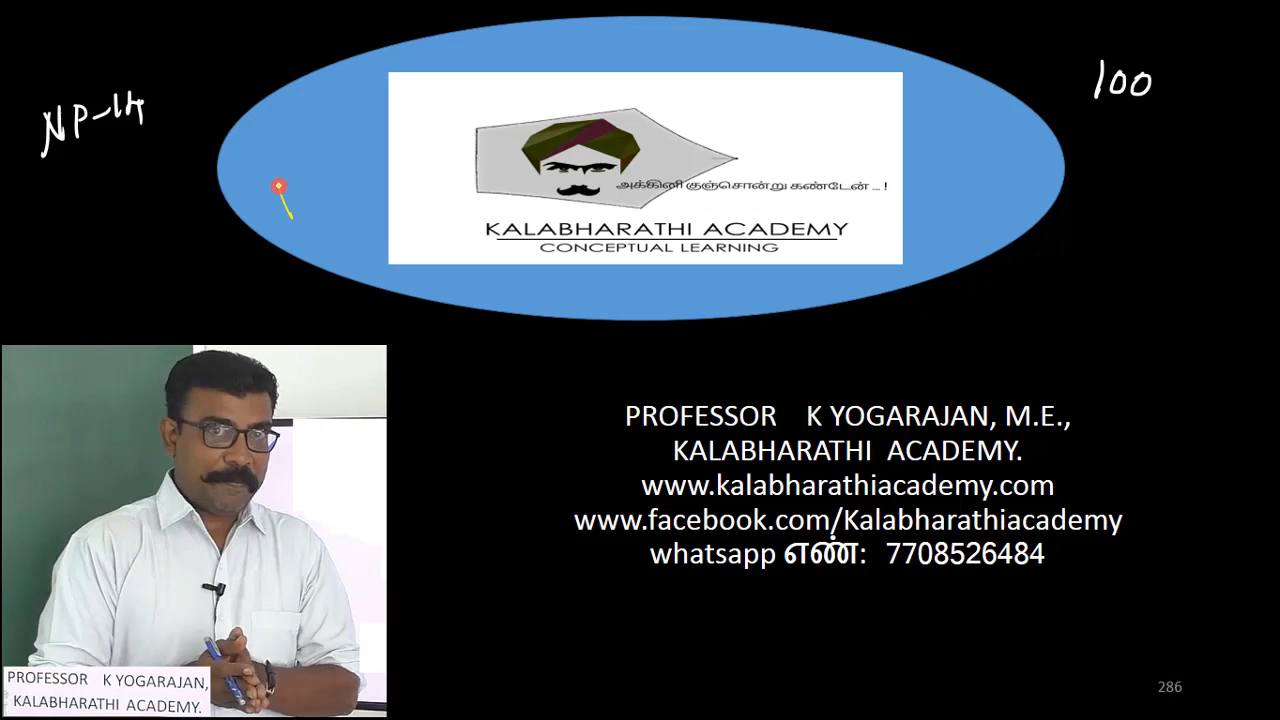 NP-14
100
அக்கினி குஞ்சொன்று கண்டேன் ... !
KALABHARATHI ACADEMY
CONCEPTUAL LEARNING
PROFESSOR K YOGARAJAN, M.E.,
KALABHARATHI ACADEMY.
www.kalabharathiacademy.com
www.facebook.com/Kalabharathiacademy
whatsapp எண்: 7708526484
PROFESSOR K YOGARAJAN,
KALABHARATHI ACADEMY.
286